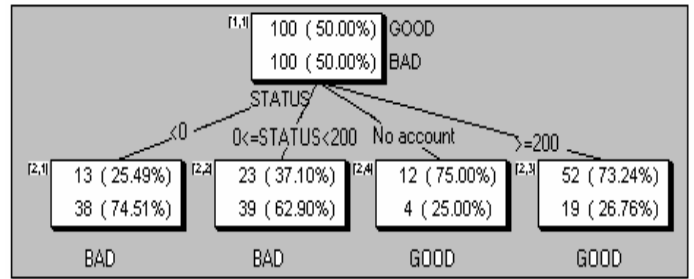 [1,1] 100 ( 50.00%) GOOD
100 ( 50.00%) BAD
STATUS
<0 0<=STATUS<200 No account >=200
[2,1] 13 ( 25.49%) [2,2] 23 ( 37.10%) [2,4] 12 ( 75.00%) [2,3] 52 ( 73.24%)
38 ( 74.51%) 39 ( 62.90%) 4 ( 25.00%) 19 ( 26.76%)
BAD BAD GOOD GOOD